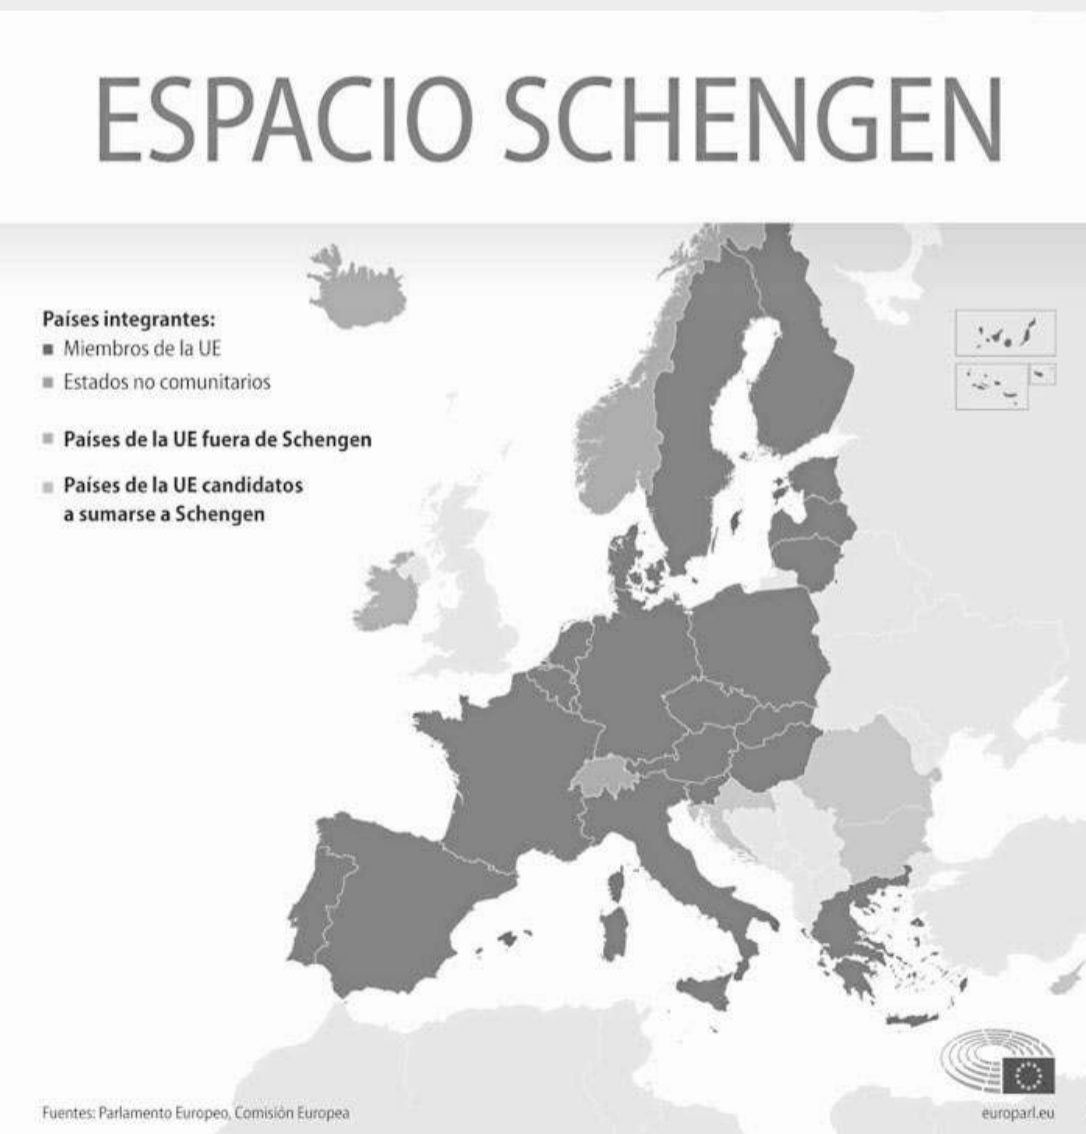 ESPACIO SCHENGEN
Países integrantes:
Miembros de la UE
Estados no comunitarios
Países de la UE fuera de Schengen
Países de la UE candidatos
a sumarse a Schengen
Fuentes: Parlamento Europeo, Comisión Europea
europarl.eu